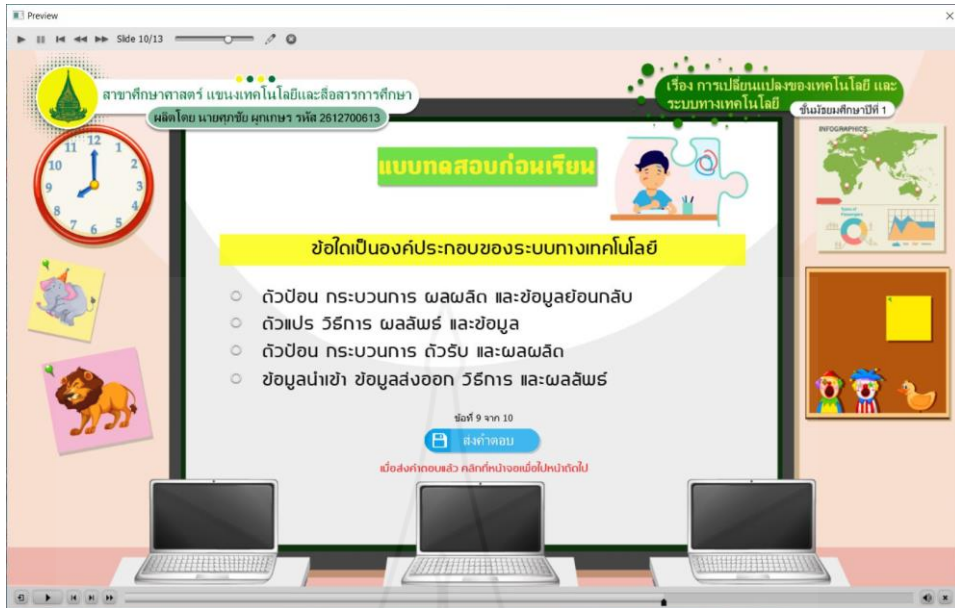 Preview
Slide 10/13
สาขาศึกษาศาสตร์ แขนงเทคโนโลยีและสื่อสารการศึกษา
ผลิตโดย นายศุภชัย ผุกเกษร รหัส 2612700613
เรื่อง การเปลี่ยนแปลงของเทคโนโลยี และ
ระบบทางเทคโนโลยี
ชั้นมัธยมศึกษาปีที่ 1
INFOGRAPHICS
แบบทดสอบก่อนเรียน
ข้อใดเป็นองค์ประกอบของระบบทางเทคโนโลยี
ตัวป้อน กระบวนการ ผลผลิต และข้อมูลย้อนกลับ
ตัวแปร วิธีการ ผลลัพธ์ และข้อมูล
ตัวป้อน กระบวนการ ตัวรับ และผลผลิต
ข้อมูลนำเข้า ข้อมูลส่งออก วิธีการ และผลลัพธ์
ข้อที่ 9 จาก 10
ส่งคำตอบ
เมื่อส่งคำตอบแล้ว คลิกที่หน้าจอเพื่อไปหน้าถัดไป
12
1
2
3
4
5
6
7
8
9
10
11